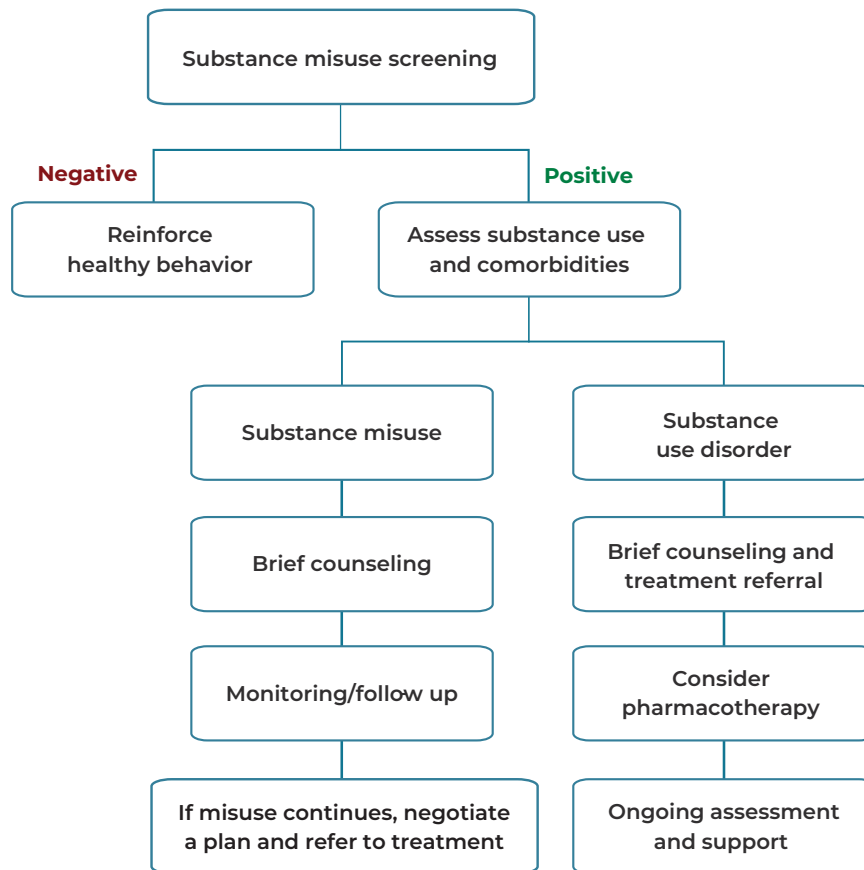 Substance misuse screening
Negative
Positive
Reinforce
healthy behavior
Assess substance use
and comorbidities
Substance misuse
Substance
use disorder
Brief counseling
Brief counseling and
treatment referral
Monitoring/follow up
Consider
pharmacotherapy
If misuse continues, negotiate
a plan and refer to treatment
Ongoing assessment
and support